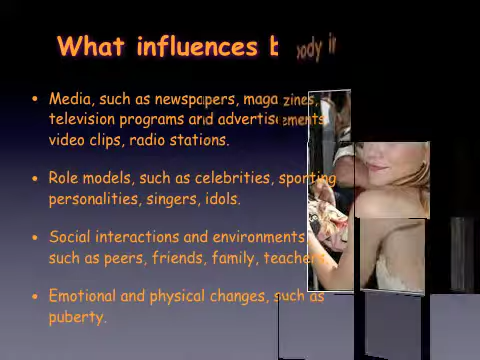 What influences b ody i
• Media, such as newspapers, magazines,
television programs and advertisements,
video clips, radio stations.
• Role models, such as celebrities, sporting
personalities, singers, idols.
• Social interactions and environments
such as peers, friends, family, teachers.
• Emotional and physical changes, such as
puberty.